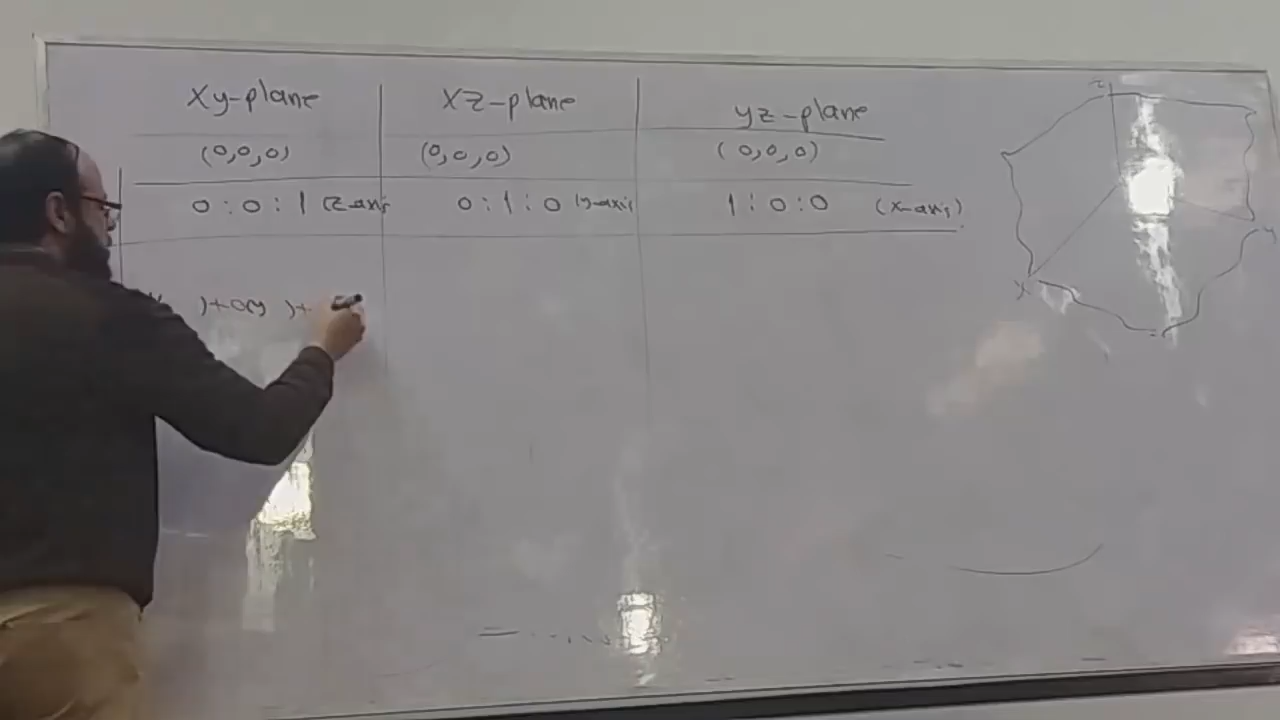 Xy-plane XZ-plane yz-plane
(0,0,0) (0,0,0) (0,0,0)
0:0:1 (z-axis 0:1:0 (y-axis 1:0:0 (x-axis)
)+0(y )+
z
y
x